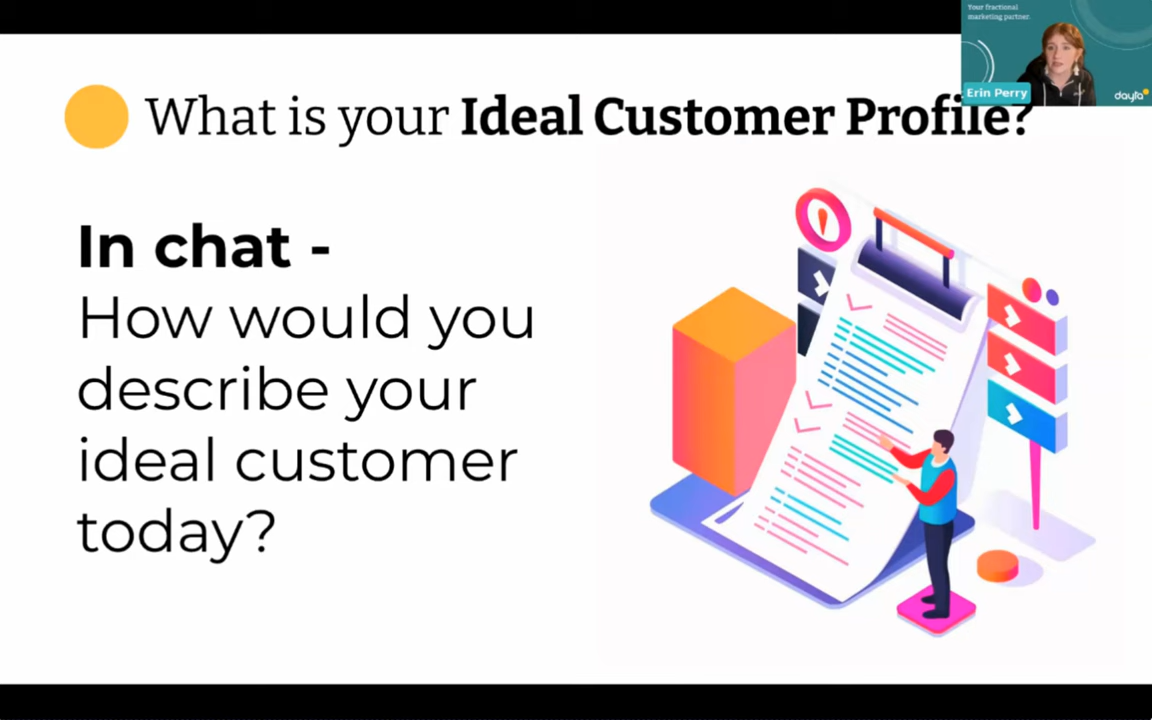 Your fractional
marketing partner.
Erin Perry
dayta
What is your Ideal Customer Profile?
In chat -
How would you
describe your
ideal customer
today?